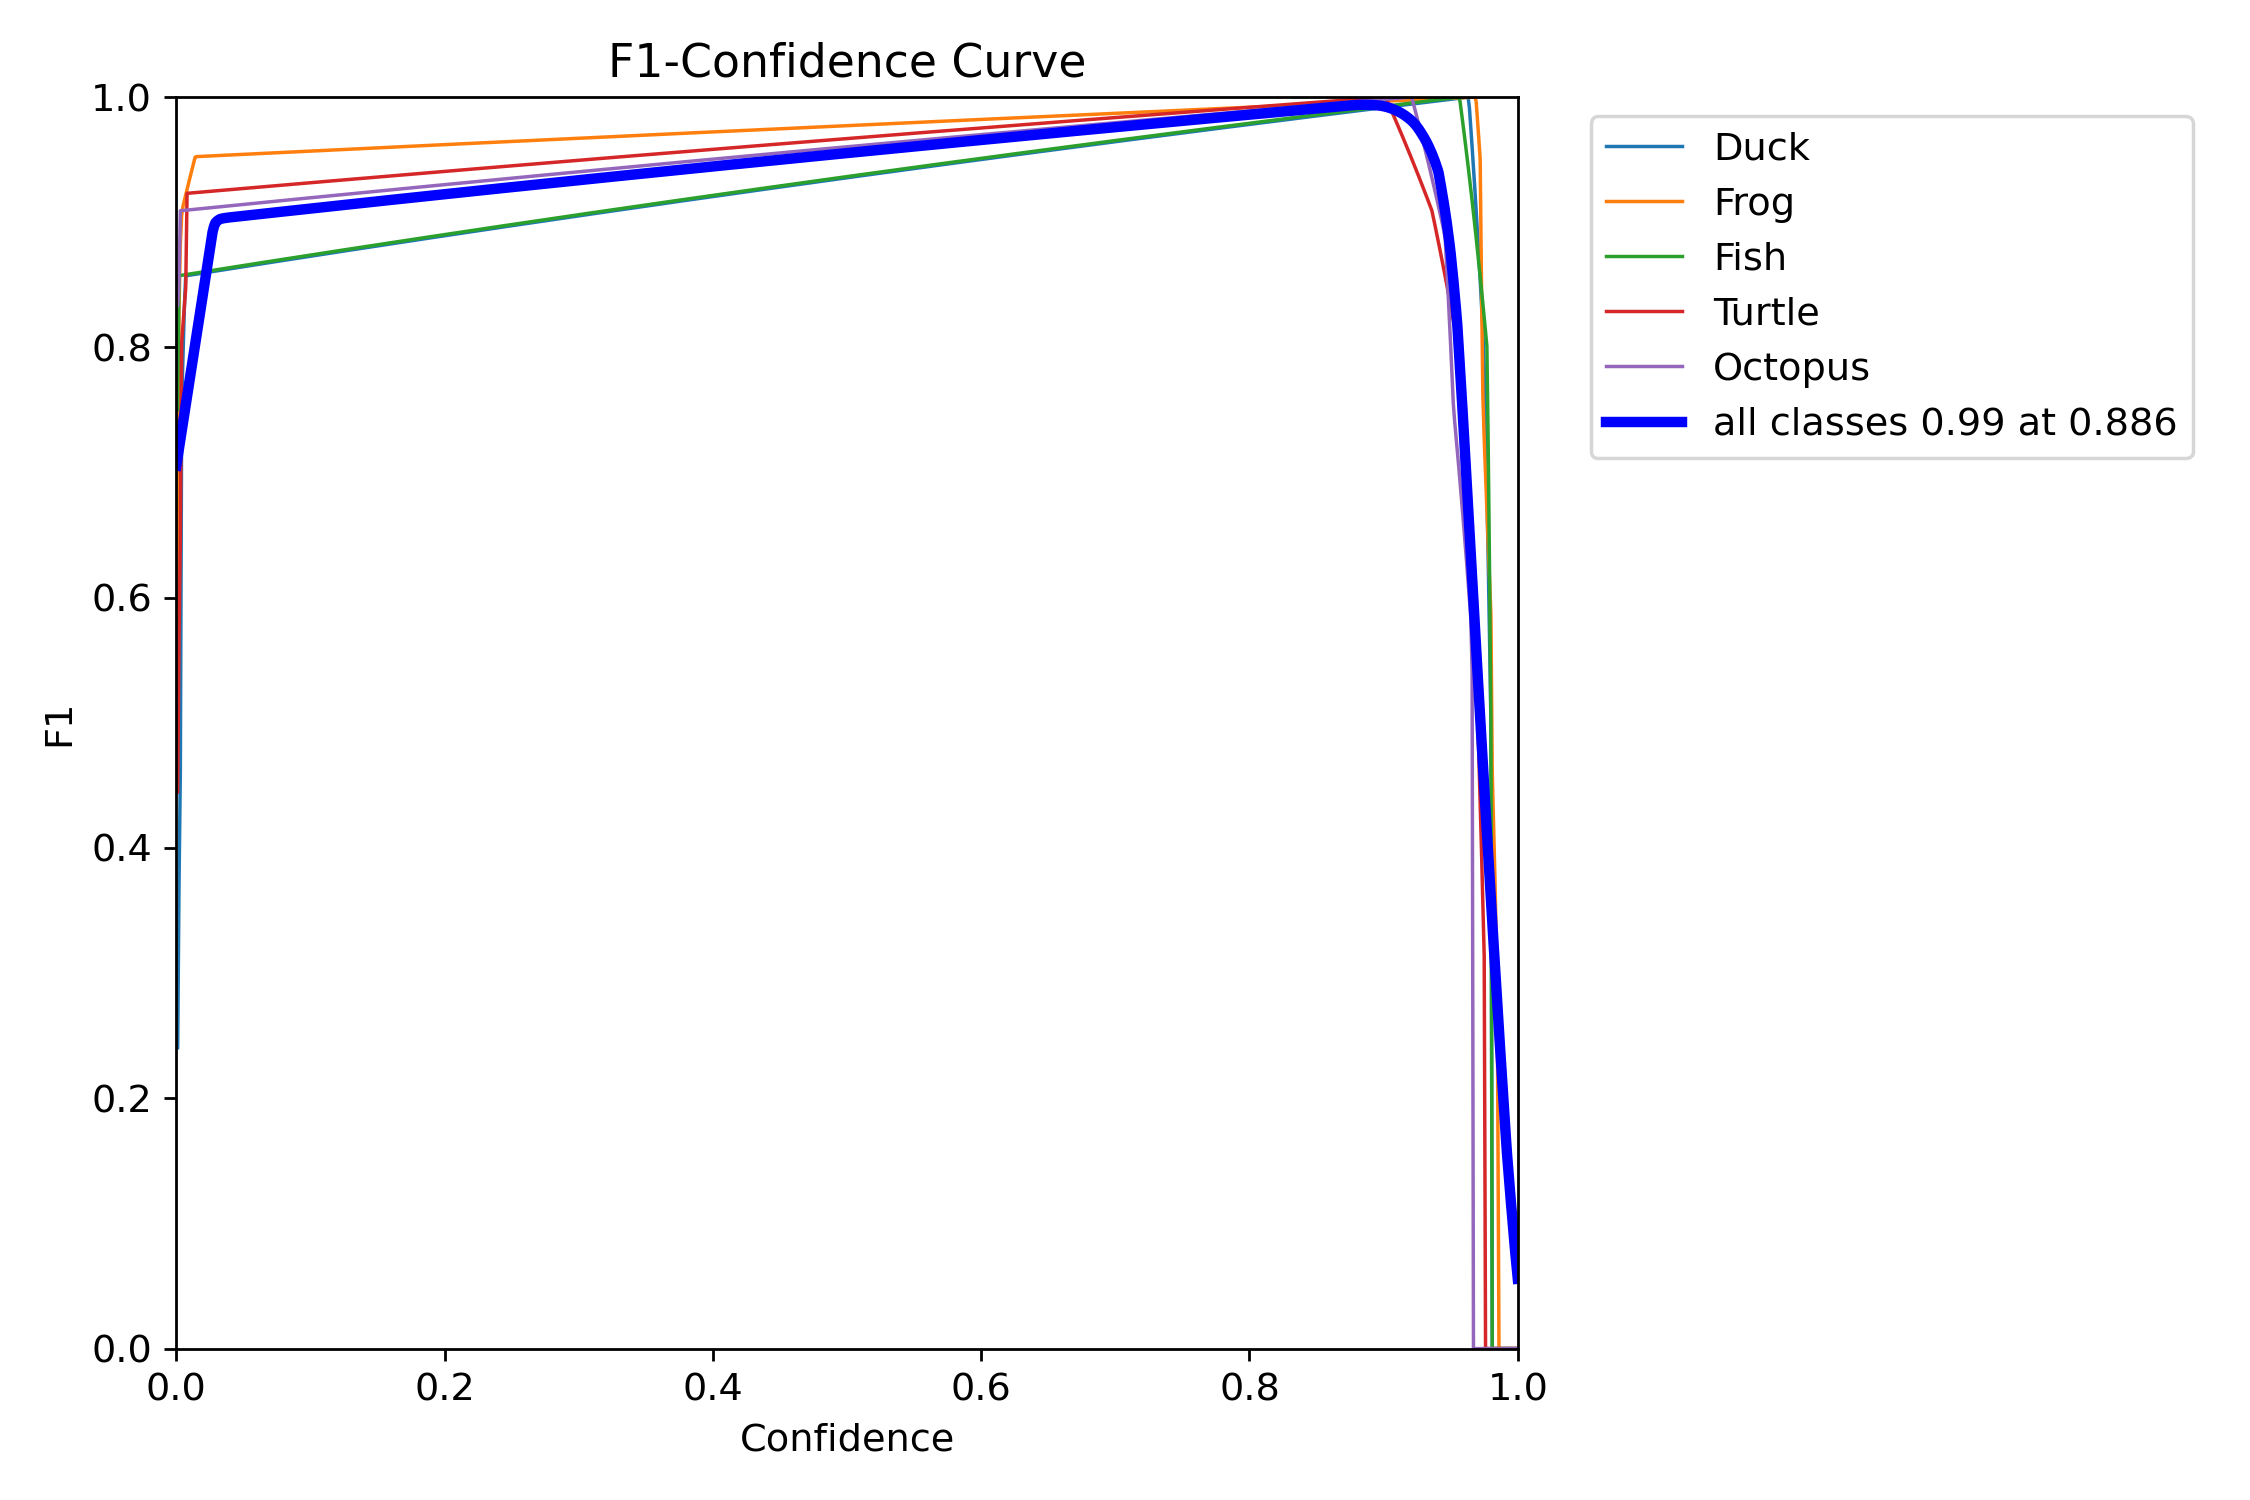 F1-Confidence Curve
1.0
0.8
0.6
0.4
0.2
0.0
F1
0.0 0.2 0.4 0.6 0.8 1.0
Confidence
Duck
Frog
Fish
Turtle
Octopus
all classes 0.99 at 0.886